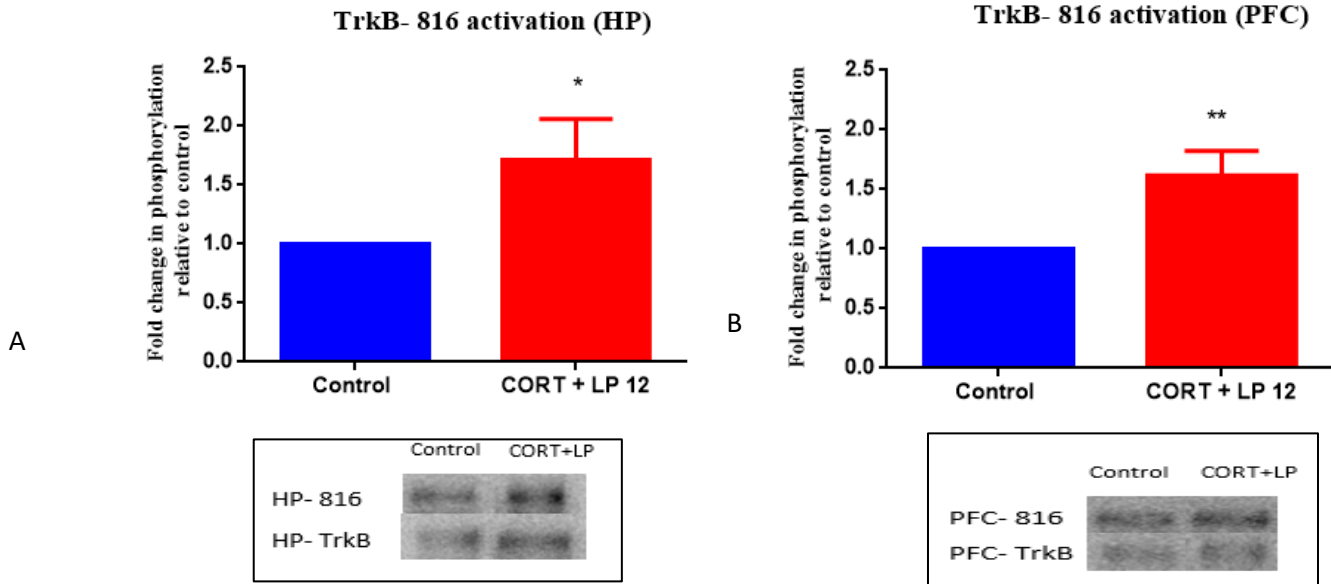 TrkB- 816 activation (HP)
Fold change in phosphorylation
relative to control
2.5
2.0
1.5
1.0
0.5
0.0
*
Control
CORT + LP 12
A
Control
CORT+LP
HP- 816
HP- TrkB
TrkB- 816 activation (PFC)
Fold change in phosphorylation
relative to control
2.5
2.0
1.5
1.0
0.5
0.0
**
Control
CORT + LP 12
B
Control
CORT+LP
PFC- 816
PFC- TrkB